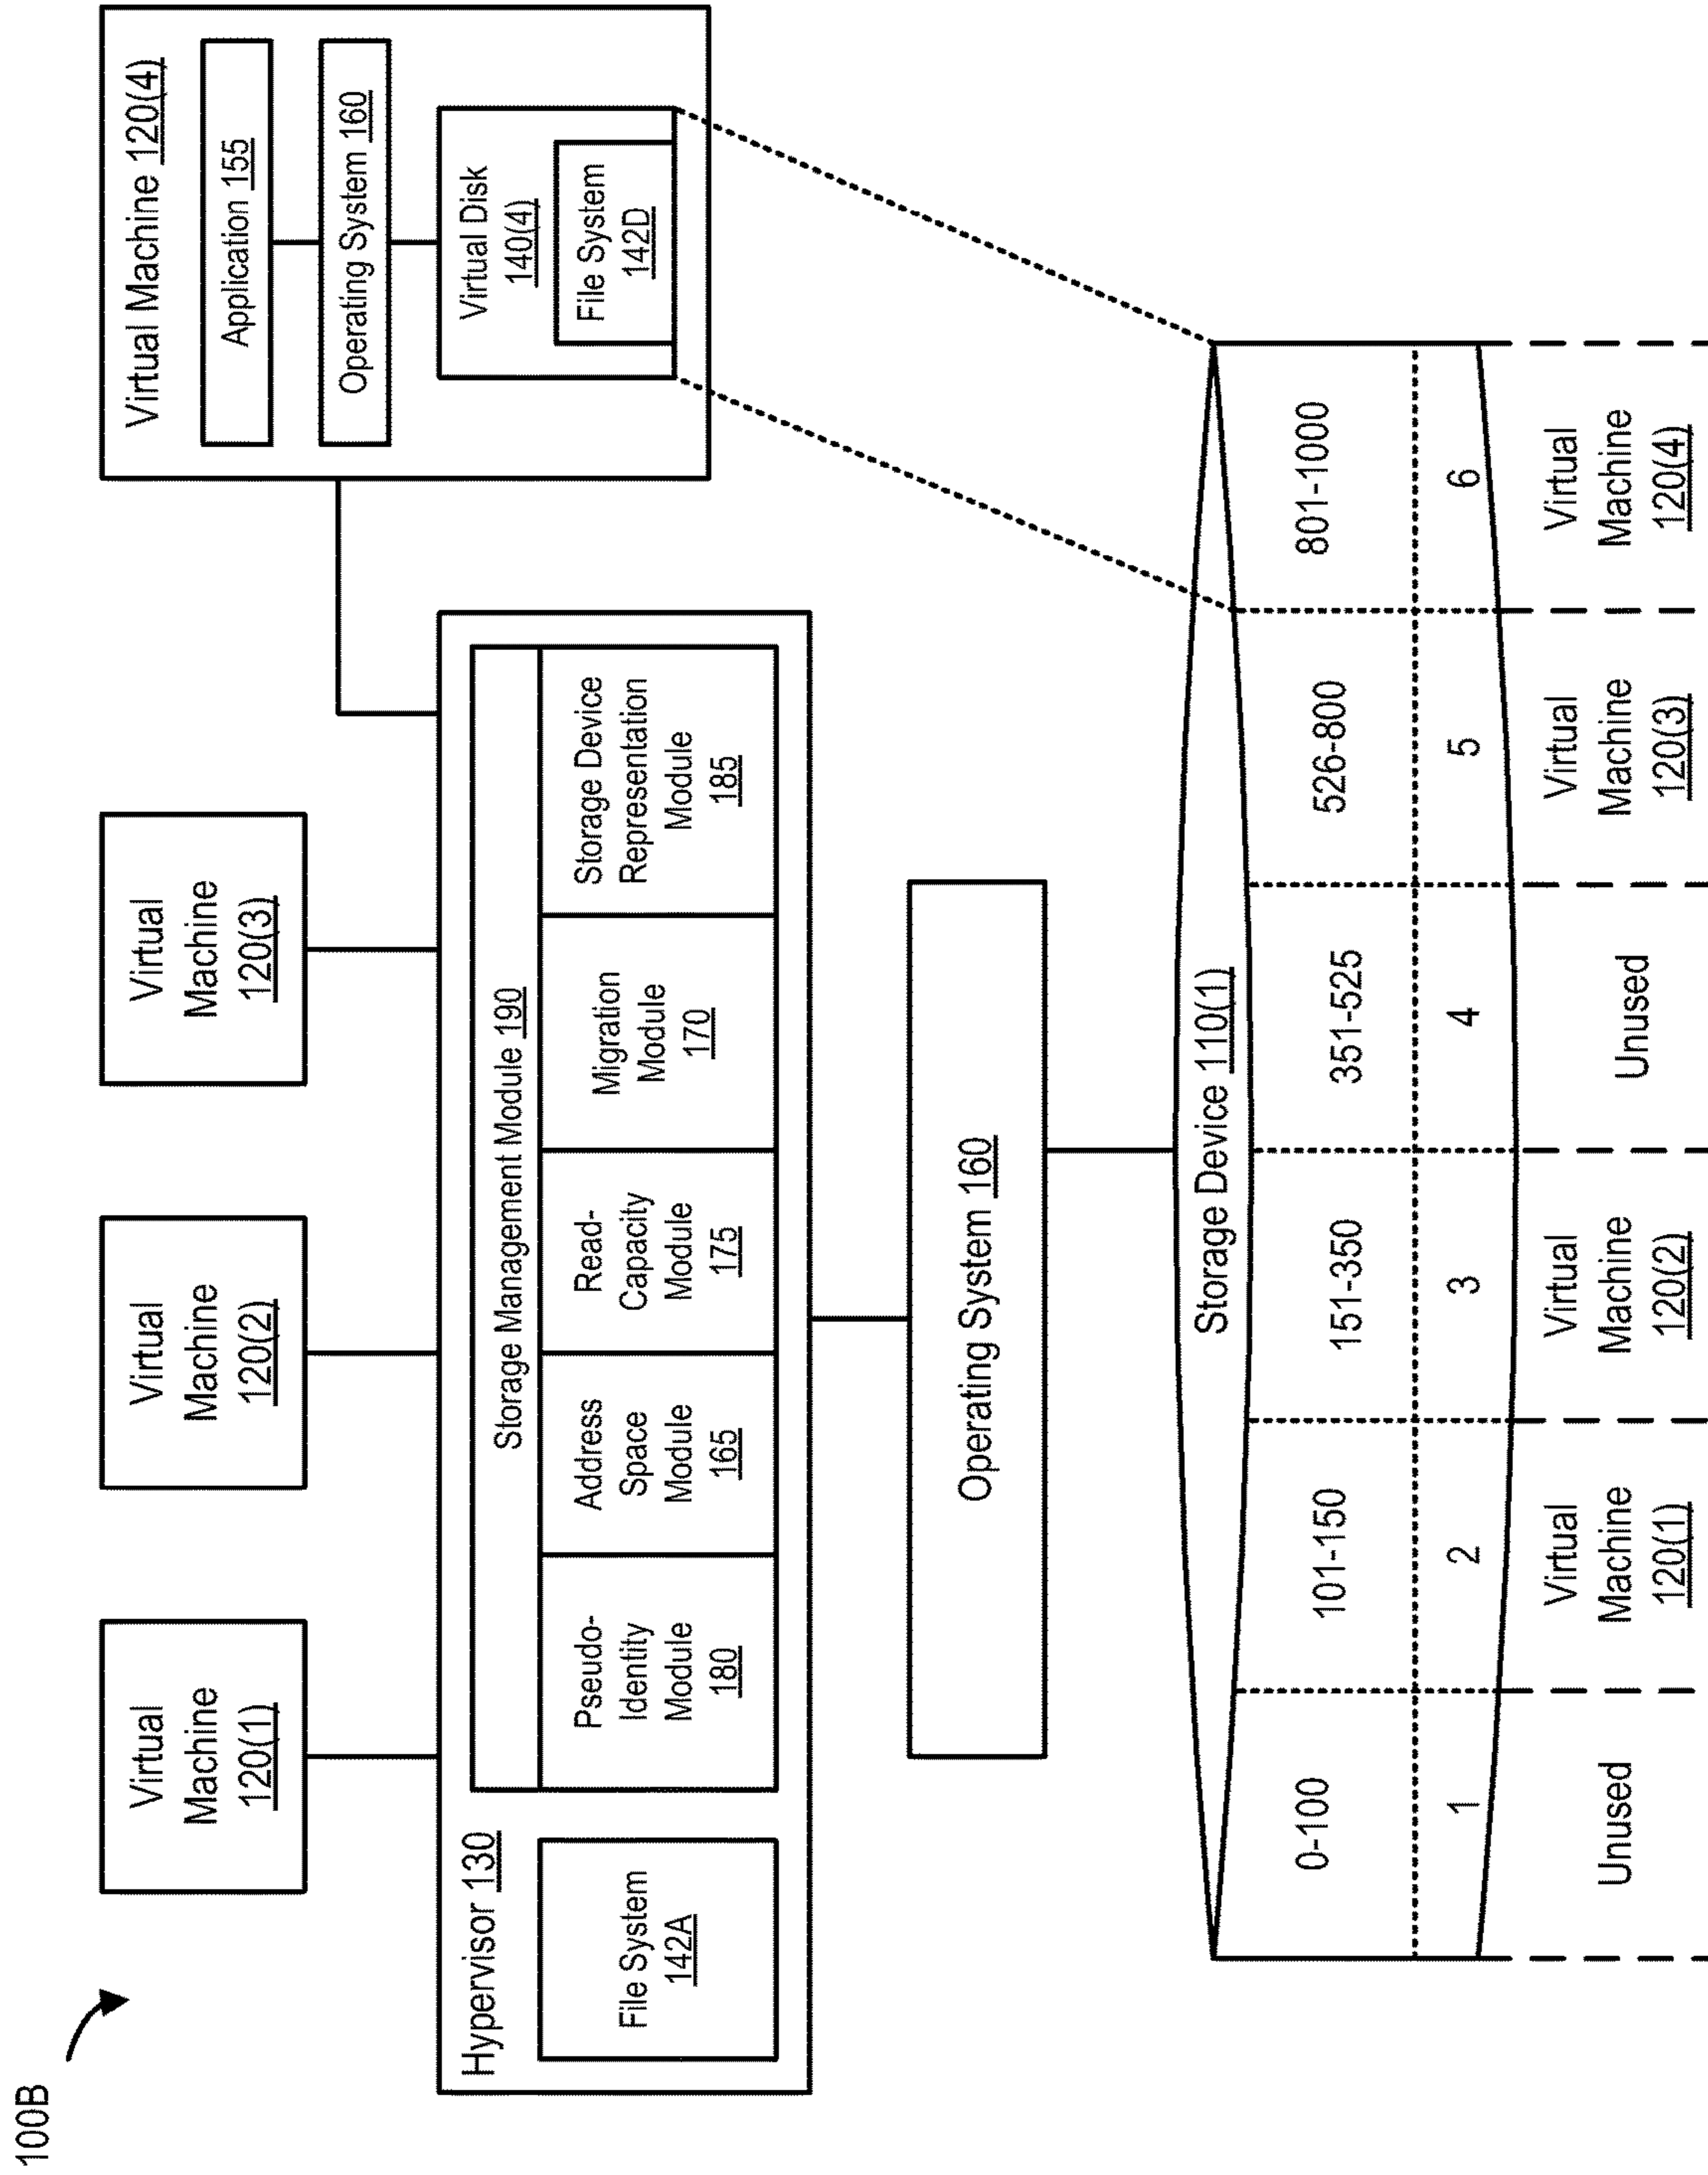 100B
Virtual
Machine
120(1)
Virtual
Machine
120(2)
Virtual
Machine
120(3)
Virtual Machine 120(4)
Application 155
Operating System 160
Virtual Disk
140(4)
File System
142D
Hypervisor 130
File System
142A
Storage Management Module 190
Pseudo-
Identity
Module
180
Address
Space
Module
165
Read-
Capacity
Module
175
Migration
Module
170
Storage Device
Representation
Module
185
Operating System 160
Storage Device 110(1)
0-100
101-150
151-350
351-525
526-800
801-1000
1
2
3
4
5
6
Unused
Virtual
Machine
120(1)
Virtual
Machine
120(2)
Unused
Virtual
Machine
120(3)
Virtual
Machine
120(4)